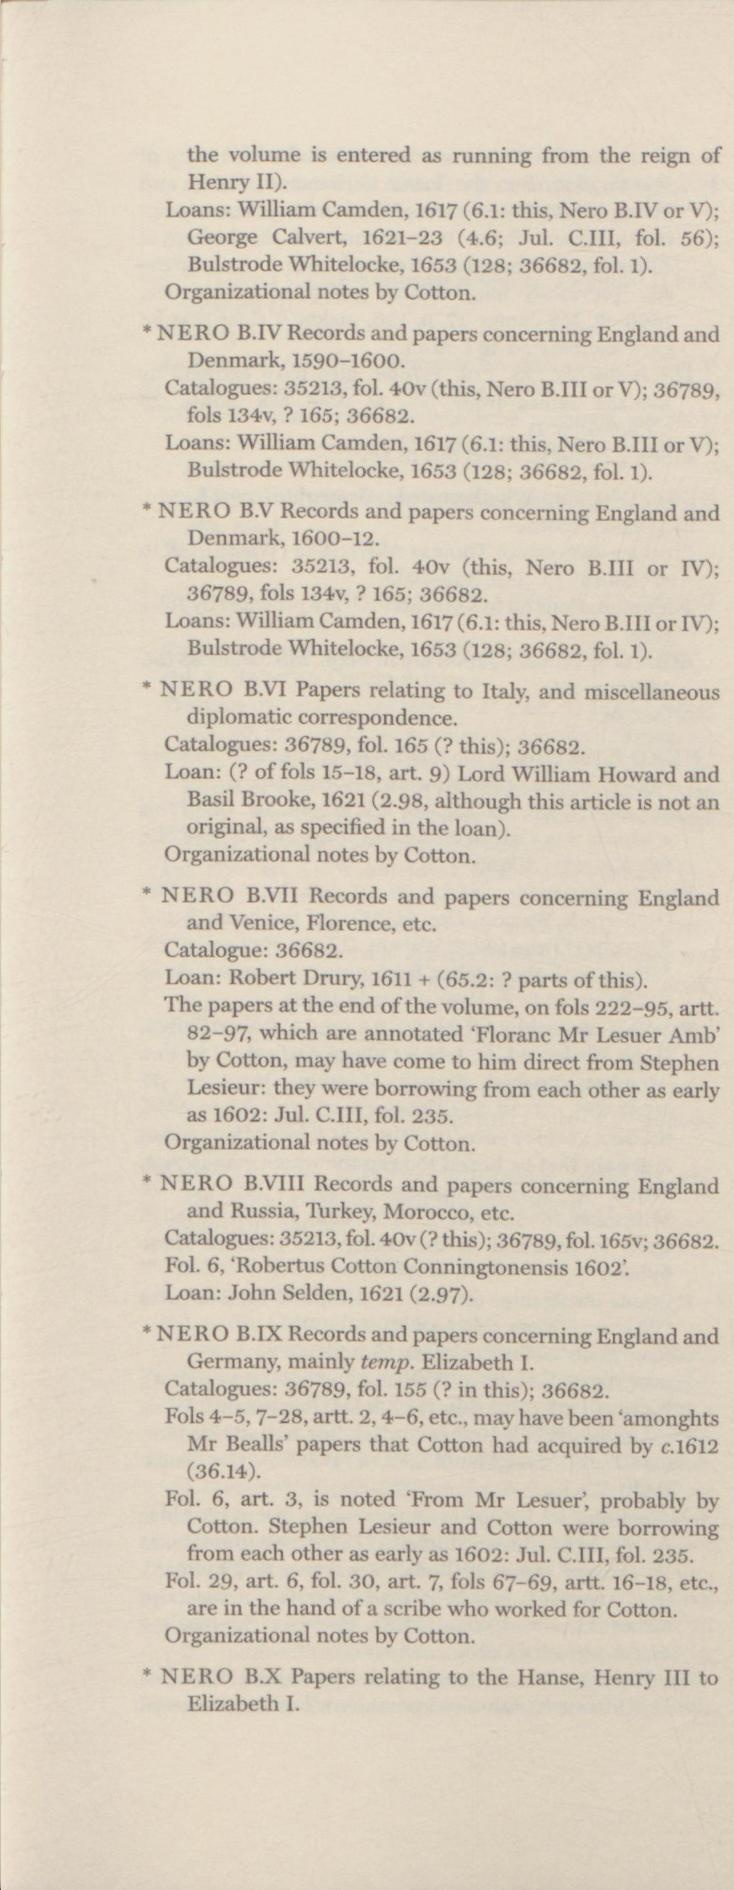 the volume is entered as running from the reign of
Henry II).
Loans: William Camden, 1617 (6.1: this, Nero B.IV or V);
George Calvert, 1621–23 (4.6; Jul. C.III, fol. 56);
Bulstrode Whitelocke, 1653 (128; 36682, fol. 1).
Organizational notes by Cotton.
* NERO B.IV Records and papers concerning England and
Denmark, 1590–1600.
Catalogues: 35213, fol. 40v (this, Nero B.III or V); 36789,
fols 134v, ? 165; 36682.
Loans: William Camden, 1617 (6.1: this, Nero B.III or V);
Bulstrode Whitelocke, 1653 (128; 36682, fol. 1).
* NERO B.V Records and papers concerning England and
Denmark, 1600–12.
Catalogues: 35213, fol. 40v (this, Nero B.III or IV);
36789, fols 134v, ? 165; 36682.
Loans: William Camden, 1617 (6.1: this, Nero B.III or IV);
Bulstrode Whitelocke, 1653 (128; 36682, fol. 1).
* NERO B.VI Papers relating to Italy, and miscellaneous
diplomatic correspondence.
Catalogues: 36789, fol. 165 (? this); 36682.
Loan: (? of fols 15–18, art. 9) Lord William Howard and
Basil Brooke, 1621 (2.98, although this article is not an
original, as specified in the loan).
Organizational notes by Cotton.
* NERO B.VII Records and papers concerning England
and Venice, Florence, etc.
Catalogue: 36682.
Loan: Robert Drury, 1611 + (65.2: ? parts of this).
The papers at the end of the volume, on fols 222–95, artt.
82–97, which are annotated ‘Floranc Mr Lesuer Amb’
by Cotton, may have come to him direct from Stephen
Lesieur: they were borrowing from each other as early
as 1602: Jul. C.III, fol. 235.
Organizational notes by Cotton.
* NERO B.VIII Records and papers concerning England
and Russia, Turkey, Morocco, etc.
Catalogues: 35213, fol. 40v (? this); 36789, fol. 165v; 36682.
Fol. 6, ‘Robertus Cotton Conningtonensis 1602’.
Loan: John Selden, 1621 (2.97).
* NERO B.IX Records and papers concerning England and
Germany, mainly temp. Elizabeth I.
Catalogues: 36789, fol. 155 (? in this); 36682.
Fols 4–5, 7–28, artt. 2, 4–6, etc., may have been ‘amonghts
Mr Bealls’ papers that Cotton had acquired by c.1612
(36.14).
Fol. 6, art. 3, is noted ‘From Mr Lesuer’, probably by
Cotton. Stephen Lesieur and Cotton were borrowing
from each other as early as 1602: Jul. C.III, fol. 235.
Fol. 29, art. 6, fol. 30, art. 7, fols 67–69, artt. 16–18, etc.,
are in the hand of a scribe who worked for Cotton.
Organizational notes by Cotton.
* NERO B.X Papers relating to the Hanse, Henry III to
Elizabeth I.